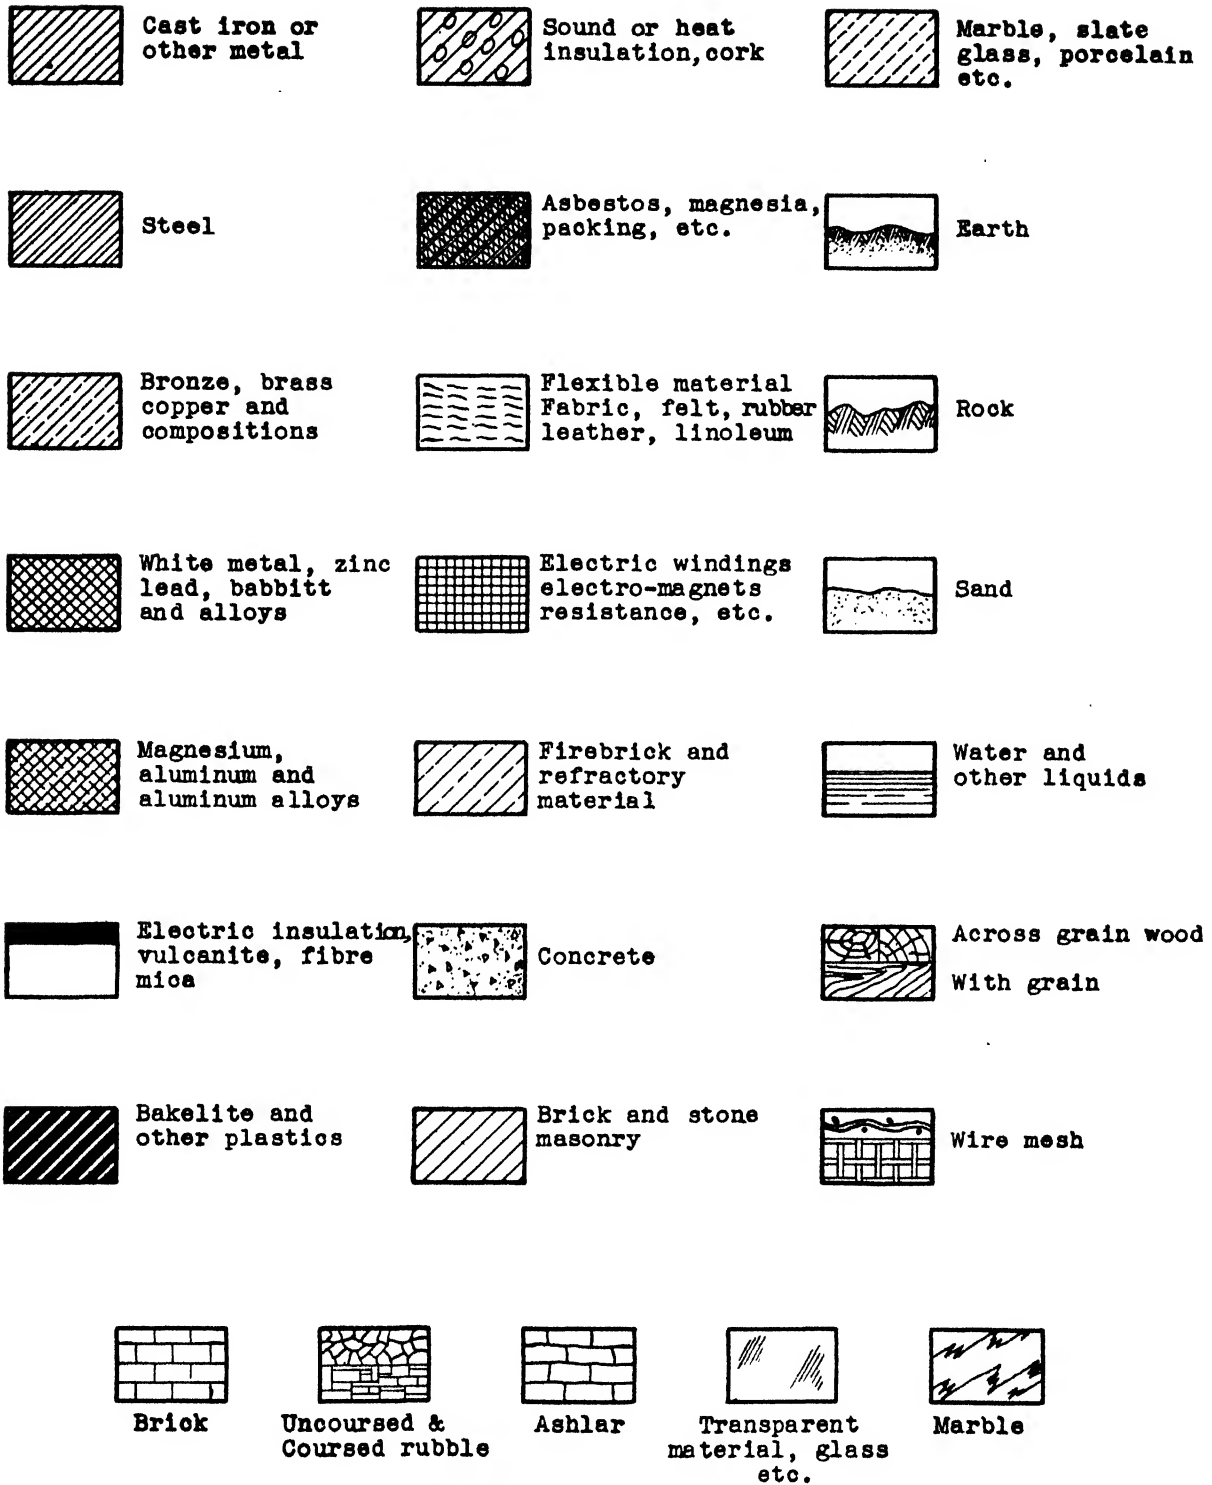 Cast iron or
other metal
Sound or heat
insulation, cork
Marble, slate
glass, porcelain
etc.
Steel
Asbestos, magnesia,
packing, etc.
Earth
Bronze, brass
copper and
compositions
Flexible material
Fabric, felt, rubber
leather, linoleum
Rock
White metal, zinc
lead, babbitt
and alloys
Electric windings
electro-magnets
resistance, etc.
Sand
Magnesium,
aluminum and
aluminum alloys
Firebrick and
refractory
material
Water and
other liquids
Electric insulation,
vulcanite, fibre
mica
Concrete
Across grain wood
With grain
Bakelite and
other plastics
Brick and stone
masonry
Wire mesh
Brick
Uncoursed &
Coursed rubble
Ashlar
Transparent
material, glass
etc.
Marble